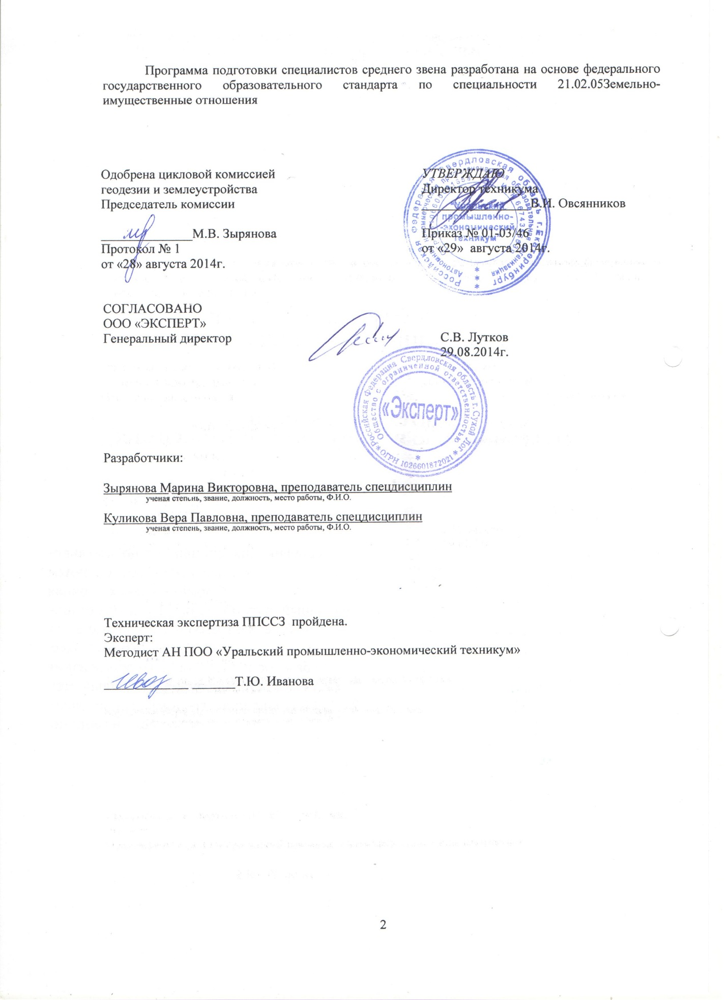 Программа подготовки специалистов среднего звена разработана на основе федерального
государственного образовательного стандарта по специальности 21.02.05Земельно-
имущественные отношения
Одобрена цикловой комиссией
геодезии и землеустройства
Председатель комиссии
______________М.В. Зырянова
Протокол № 1
от «28» августа 2014г.
УТВЕРЖДАЮ
Директор техникума
________________В.И. Овсянников
Приказ № 01-03/46
от «29» августа 2014г.
Российская Федерация Свердловская область г.Екатеринбург
"Уральский
промышленно-
-экономический
техникум"
* * *
СОГЛАСОВАНО
ООО «ЭКСПЕРТ»
Генеральный директор
С.В. Лутков
29.08.2014г.
Российская Федерация Свердловская область г. Сухой Лог
Общество с ограниченной ответственностью
«Эксперт»
* ОГРН 1026601872021 *
*
Разработчики:
Зырянова Марина Викторовна, преподаватель спецдисциплин
ученая степень, звание, должность, место работы, Ф.И.О.
Куликова Вера Павловна, преподаватель спецдисциплин
ученая степень, звание, должность, место работы, Ф.И.О.
Техническая экспертиза ППССЗ пройдена.
Эксперт:
Методист АН ПОО «Уральский промышленно-экономический техникум»
_____________ _______Т.Ю. Иванова
2